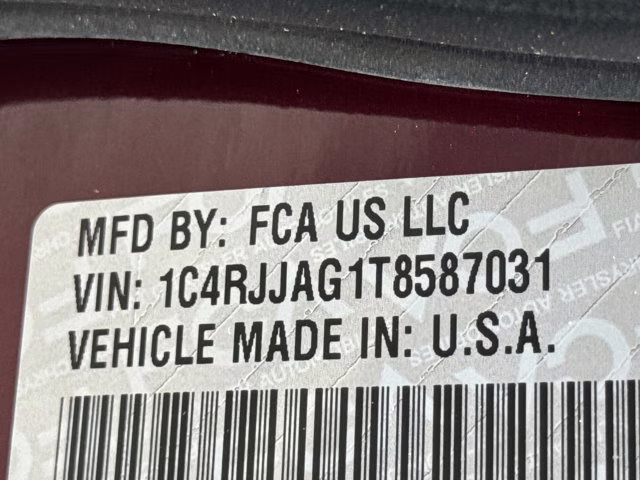 MFD BY: FCA US LLC
VIN: 1C4RJJAG1T8587031
VEHICLE MADE IN: U.S.A.